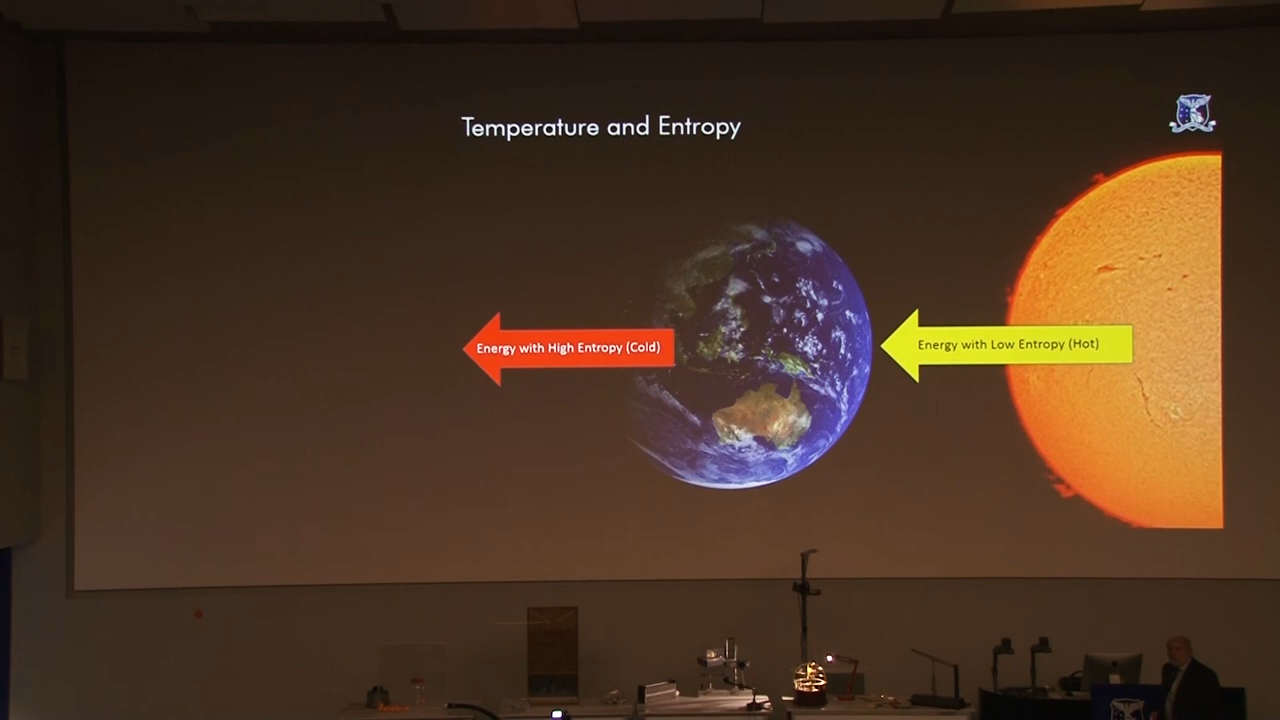 Temperature and Entropy
Energy with High Entropy (Cold)
Energy with Low Entropy (Hot)